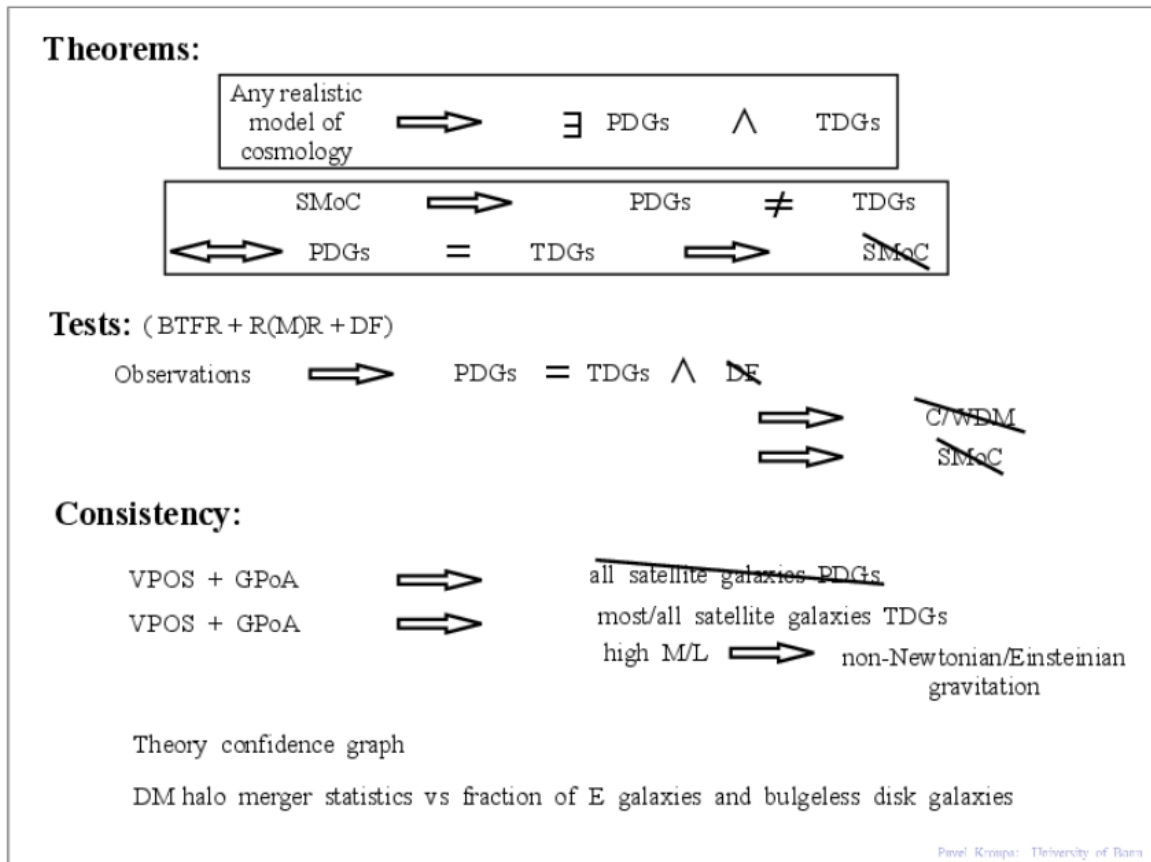 Theorems:
Any realistic
model of
cosmology
⇒ ∃ PDGs ∧ TDGs
SMoC ⇒ PDGs ≠ TDGs
⇔ PDGs = TDGs ⇒ SMoC
Tests: ( BTFR + R(M)R + DF)
Observations ⇒ PDGs = TDGs ∧ DF
⇒ C/WDM
⇒ SMoC
Consistency:
VPOS + GPoA ⇒ all satellite galaxies PDGs
VPOS + GPoA ⇒ most/all satellite galaxies TDGs
high M/L ⇒ non-Newtonian/Einsteinian
gravitation
Theory confidence graph
DM halo merger statistics vs fraction of E galaxies and bulgeless disk galaxies
Pavel Kroupa: University of Bonn